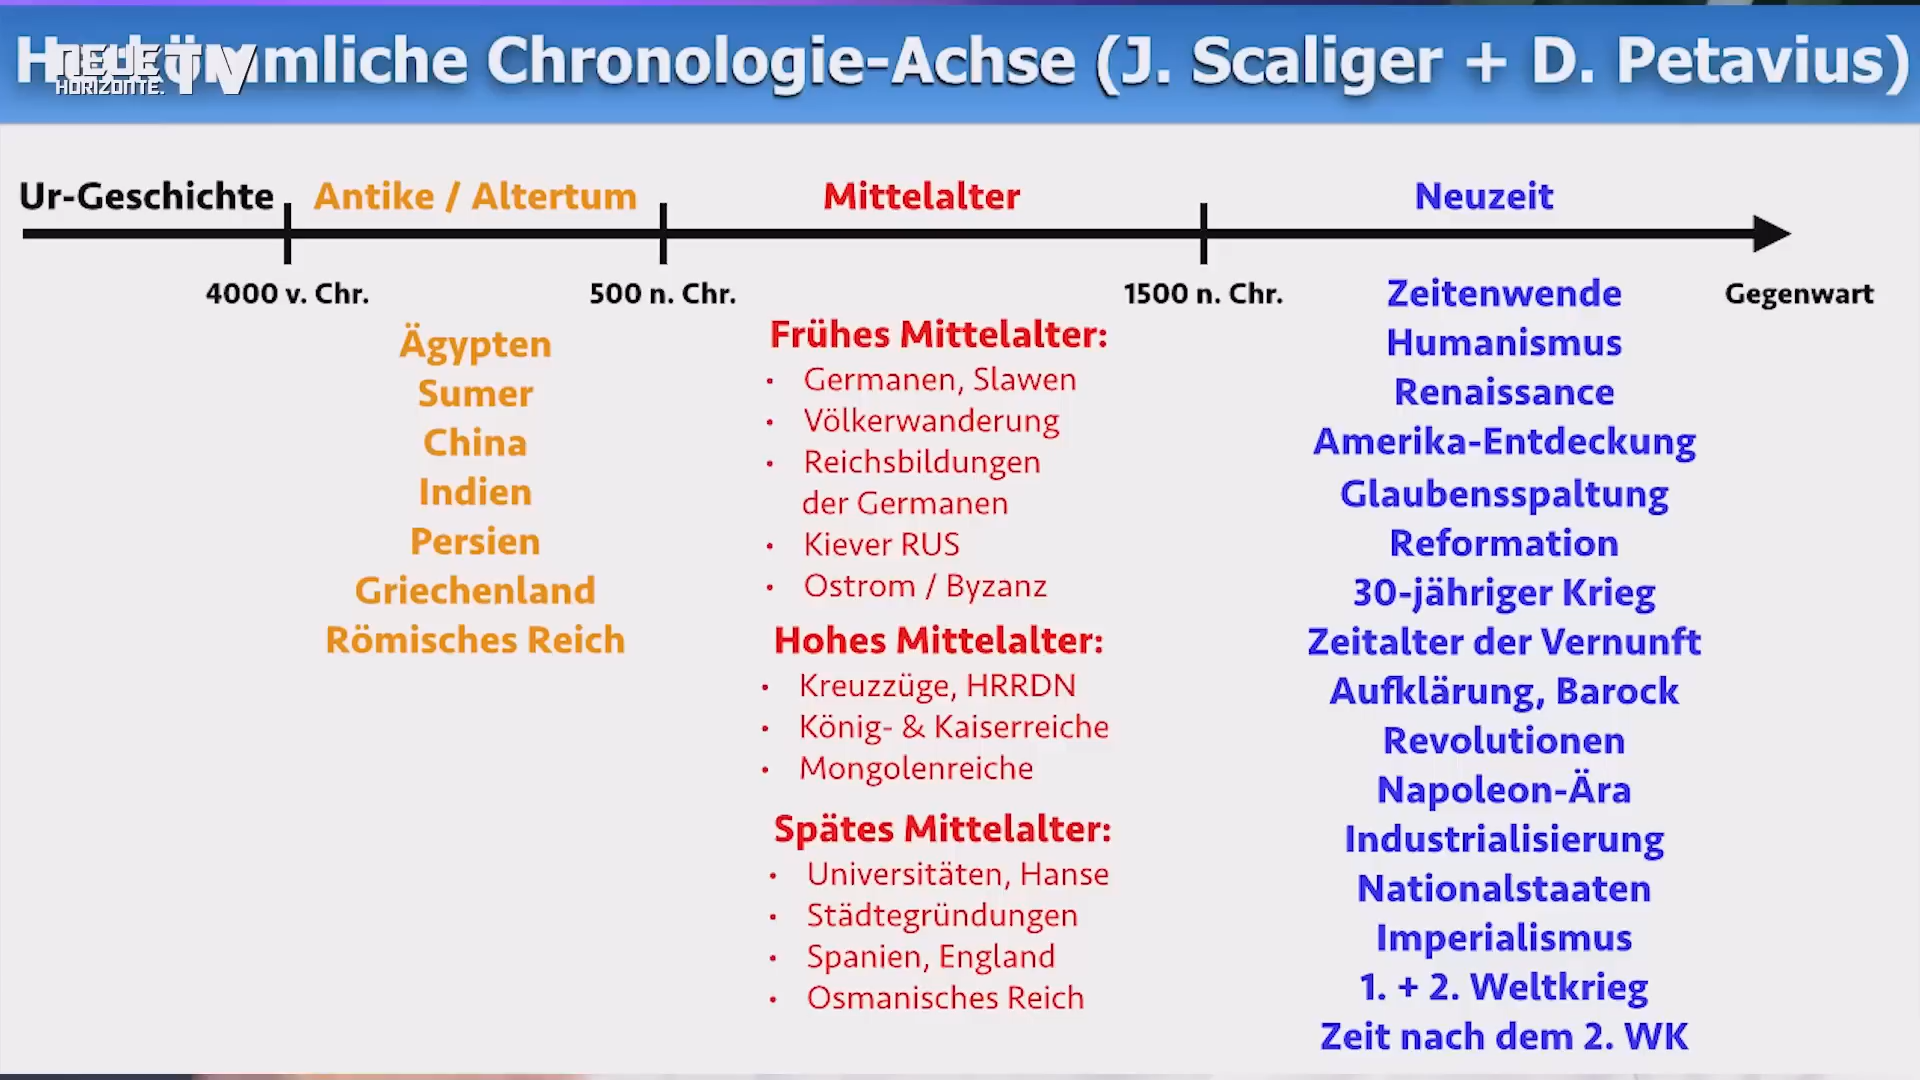 Herkömmliche Chronologie-Achse (J. Scaliger + D. Petavius)
NEUE HORIZONTE. TV
Ur-Geschichte
Antike / Altertum
Mittelalter
Neuzeit
4000 v. Chr.
500 n. Chr.
1500 n. Chr.
Gegenwart
Ägypten
Sumer
China
Indien
Persien
Griechenland
Römisches Reich
Frühes Mittelalter:
• Germanen, Slawen
• Völkerwanderung
• Reichsbildungen
der Germanen
• Kiever RUS
• Ostrom / Byzanz
Hohes Mittelalter:
• Kreuzzüge, HRRDN
• König- & Kaiserreiche
• Mongolenreiche
Spätes Mittelalter:
• Universitäten, Hanse
• Städtegründungen
• Spanien, England
• Osmanisches Reich
Zeitenwende
Humanismus
Renaissance
Amerika-Entdeckung
Glaubensspaltung
Reformation
30-jähriger Krieg
Zeitalter der Vernunft
Aufklärung, Barock
Revolutionen
Napoleon-Ära
Industrialisierung
Nationalstaaten
Imperialismus
1. + 2. Weltkrieg
Zeit nach dem 2. WK